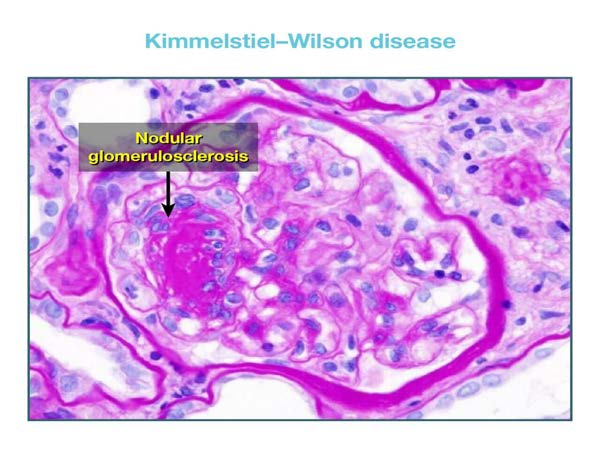 Kimmelstiel–Wilson disease
Nodular
glomerulosclerosis